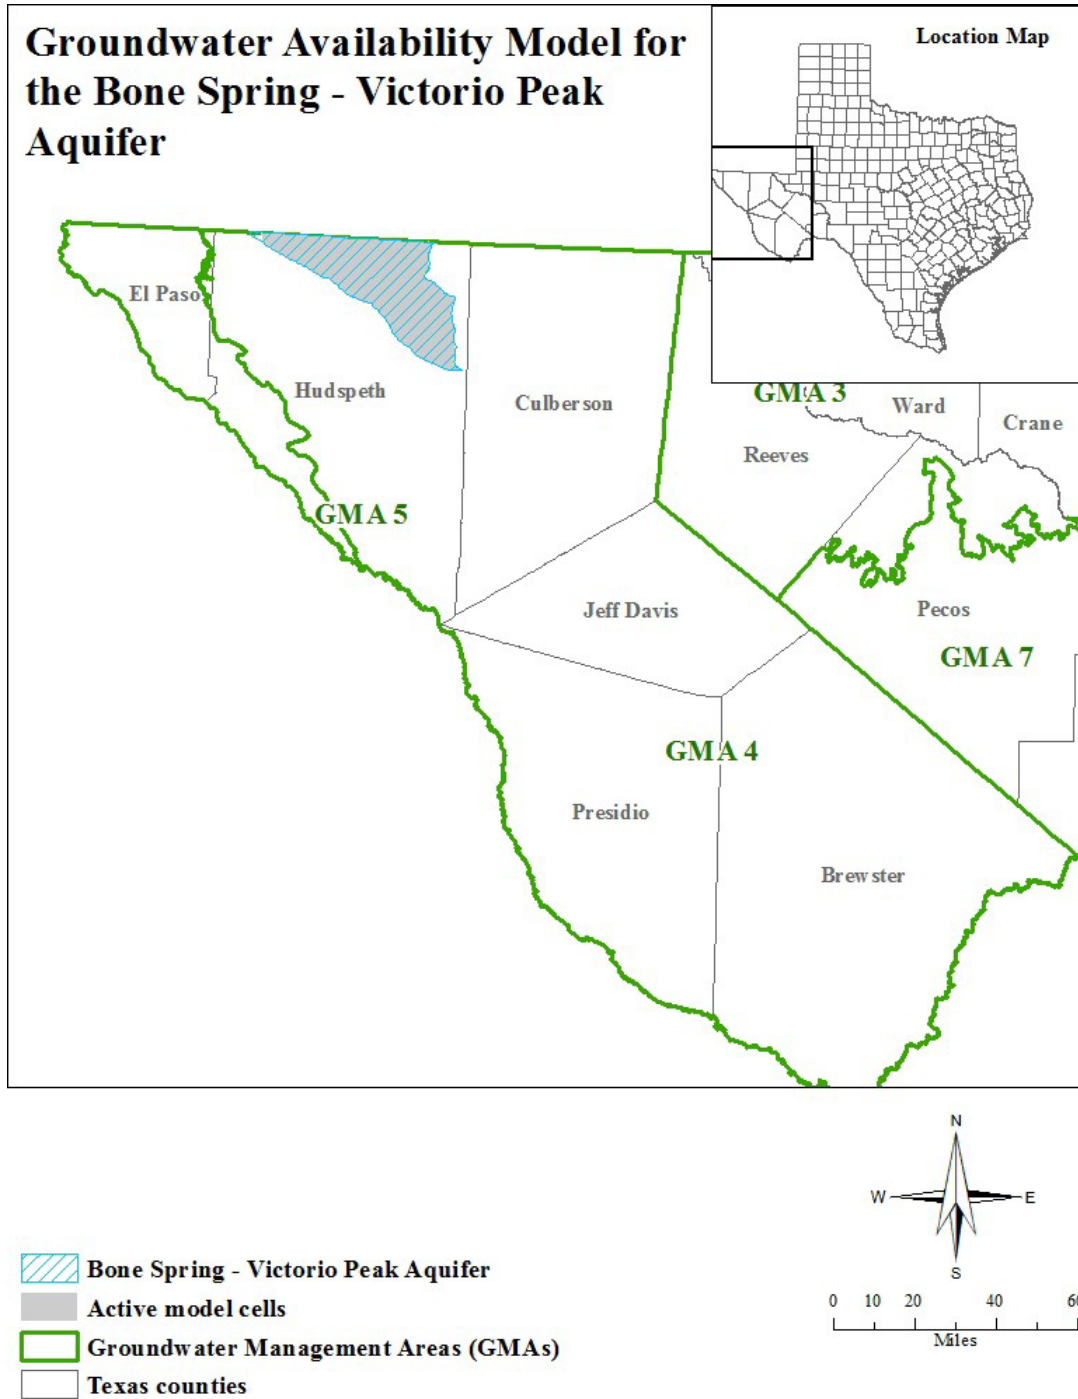 Groundwater Availability Model for
the Bone Spring - Victorio Peak
Aquifer
Location Map
El Paso
Hudspeth
Culberson
GMA 3
Ward
Crane
Reeves
GMA 5
Jeff Davis
Pecos
GMA 7
GMA 4
Presidio
Brewster
N
W
E
S
Bone Spring - Victorio Peak Aquifer
Active model cells
Groundwater Management Areas (GMAs)
Texas counties
0 10 20 40 60
Miles